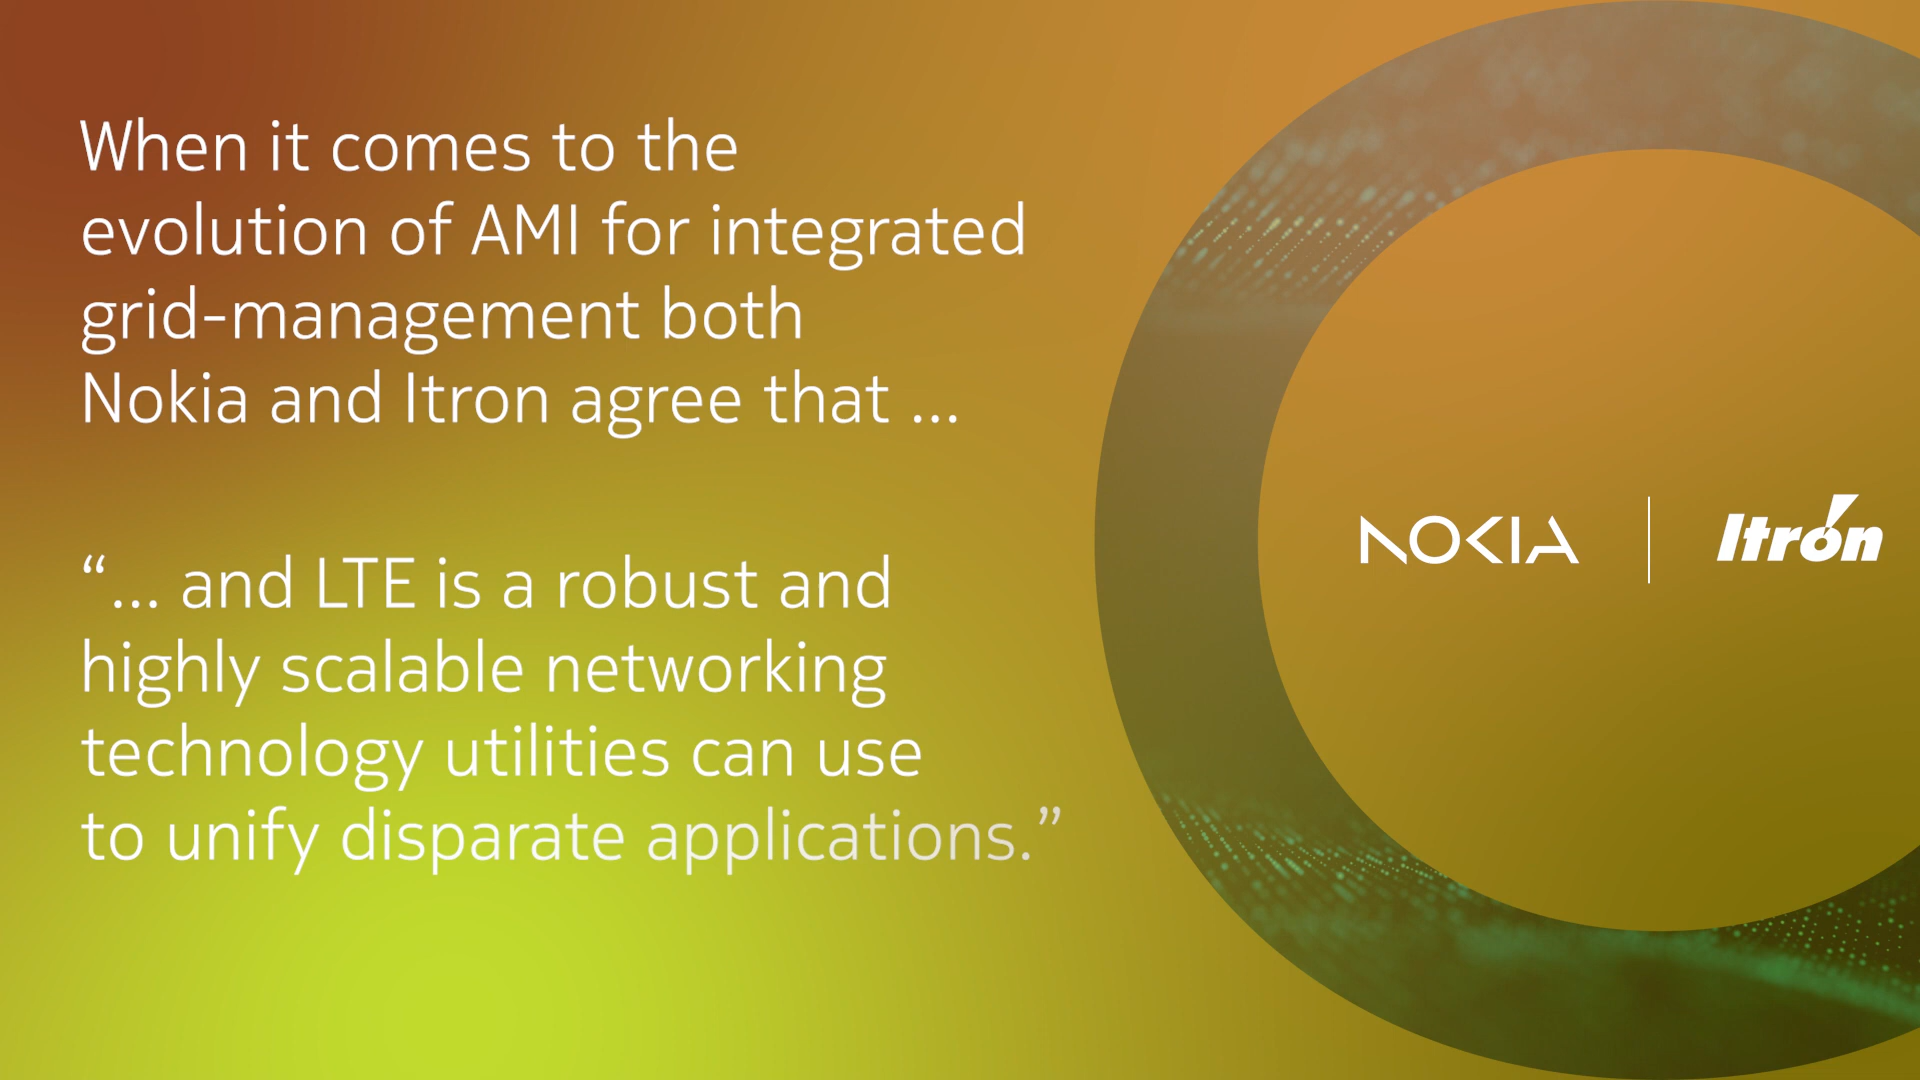 When it comes to the
evolution of AMI for integrated
grid-management both
Nokia and Itron agree that ...
“... and LTE is a robust and
highly scalable networking
technology utilities can use
to unify disparate applications.”
NOKIA
Itron